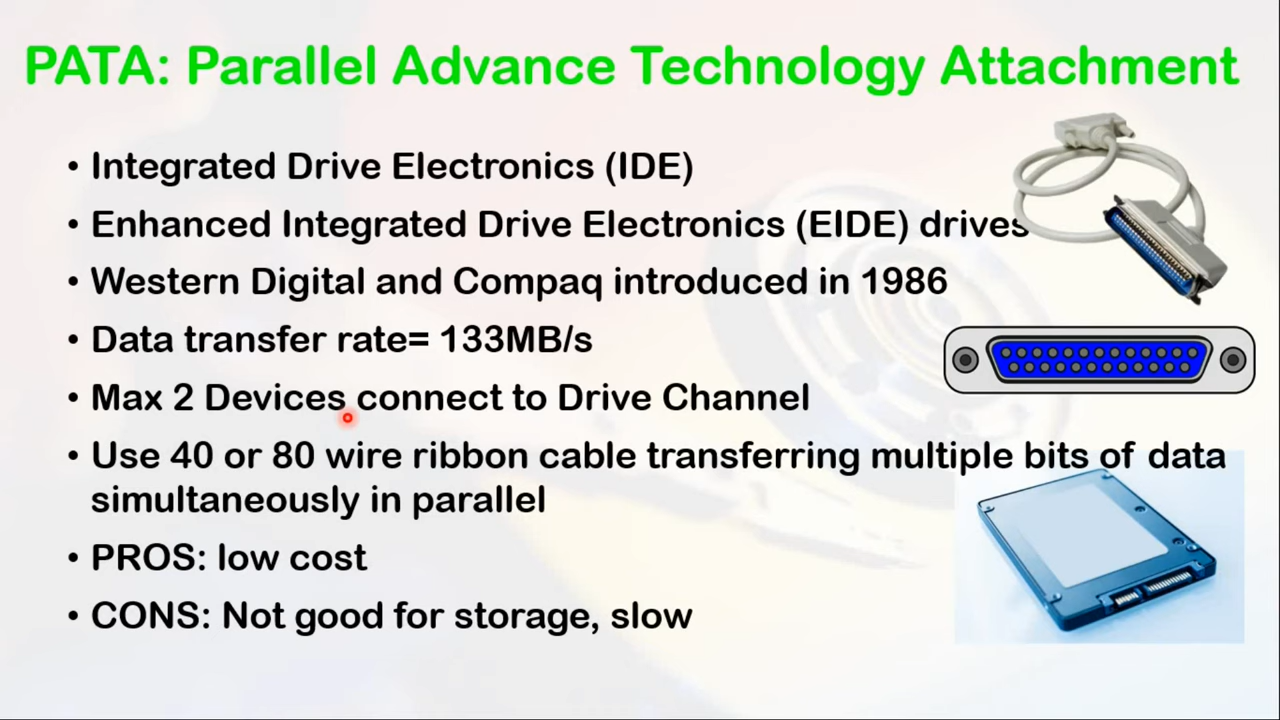 PATA: Parallel Advance Technology Attachment
• Integrated Drive Electronics (IDE)
• Enhanced Integrated Drive Electronics (EIDE) drives
• Western Digital and Compaq introduced in 1986
• Data transfer rate= 133MB/s
• Max 2 Devices connect to Drive Channel
• Use 40 or 80 wire ribbon cable transferring multiple bits of data
simultaneously in parallel
• PROS: low cost
• CONS: Not good for storage, slow